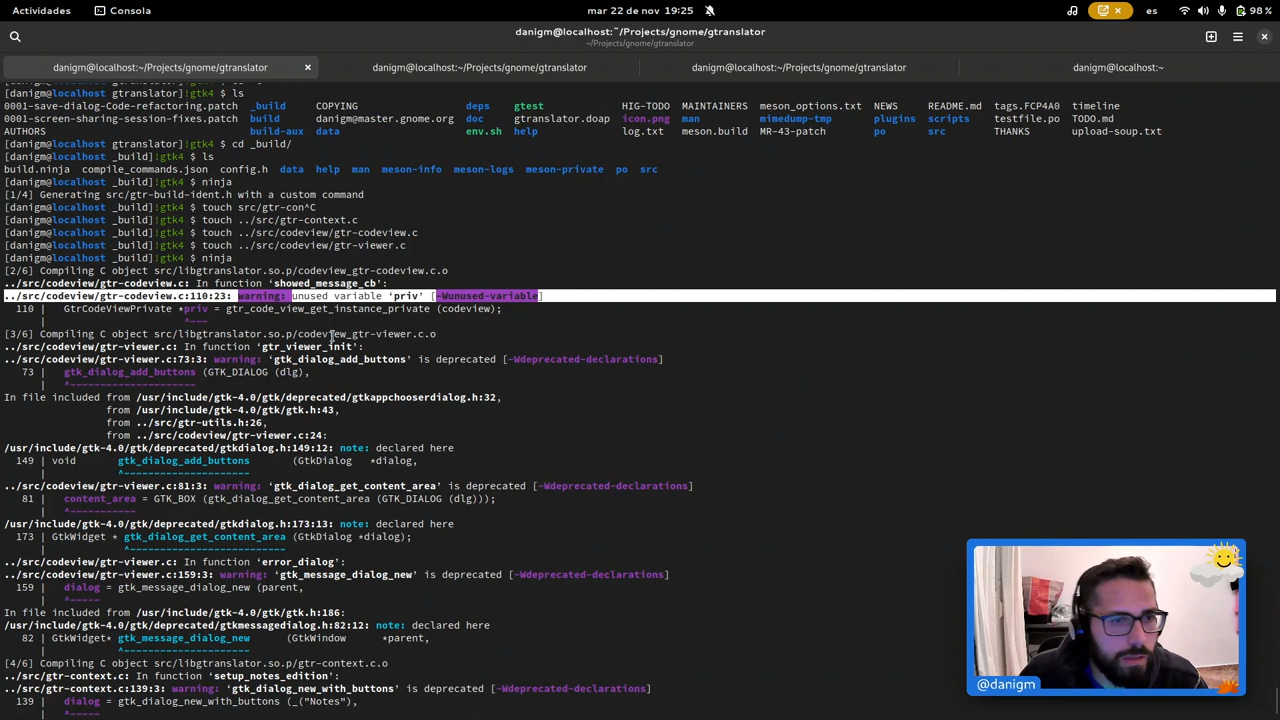 Actividades
Consola
mar 22 de nov 19:25
es
98 %
danigm@localhost:~/Projects/gnome/gtranslator
~/Projects/gnome/gtranslator
danigm@localhost:~/Projects/gnome/gtranslator
danigm@localhost:~/Projects/gnome/gtranslator
danigm@localhost:~/Projects/gnome/gtranslator
danigm@localhost:~
[danigm@localhost gtranslator]!gtk4 $ ls
0001-save-dialog-Code-refactoring.patch _build COPYING deps gtest HIG-TODO MAINTAINERS meson_options.txt NEWS README.md tags.FCP4A0 timeline
0001-screen-sharing-session-fixes.patch build danigm@master.gnome.org doc gtranslator.doap icon.png man mimedump-tmp plugins scripts testfile.po TODO.md
AUTHORS build-aux data env.sh help log.txt meson.build MR-43-patch po src THANKS upload-soup.txt
[danigm@localhost gtranslator]!gtk4 $ cd _build/
[danigm@localhost _build]!gtk4 $ ls
build.ninja compile_commands.json config.h data help man meson-info meson-logs meson-private po src
[danigm@localhost _build]!gtk4 $ ninja
[1/4] Generating src/gtr-build-ident.h with a custom command
[danigm@localhost _build]!gtk4 $ touch src/gtr-con^C
[danigm@localhost _build]!gtk4 $ touch ../src/gtr-context.c
[danigm@localhost _build]!gtk4 $ touch ../src/codeview/gtr-codeview.c
[danigm@localhost _build]!gtk4 $ touch ../src/codeview/gtr-viewer.c
[danigm@localhost _build]!gtk4 $ ninja
[2/6] Compiling C object src/libgtranslator.so.p/codeview_gtr-codeview.c.o
../src/codeview/gtr-codeview.c: In function ‘showed_message_cb’:
../src/codeview/gtr-codeview.c:110:23: warning: unused variable ‘priv’ [-Wunused-variable]
110 | GtrCodeViewPrivate *priv = gtr_code_view_get_instance_private (codeview);
| ^~~~
[3/6] Compiling C object src/libgtranslator.so.p/codeview_gtr-viewer.c.o
../src/codeview/gtr-viewer.c: In function ‘gtr_viewer_init’:
../src/codeview/gtr-viewer.c:73:3: warning: ‘gtk_dialog_add_buttons’ is deprecated [-Wdeprecated-declarations]
73 | gtk_dialog_add_buttons (GTK_DIALOG (dlg),
| ^~~~~~~~~~~~~~~~~~~~~~
In file included from /usr/include/gtk-4.0/gtk/deprecated/gtkappchooserdialog.h:32,
from /usr/include/gtk-4.0/gtk/gtk.h:43,
from ../src/gtr-utils.h:26,
from ../src/codeview/gtr-viewer.c:24:
/usr/include/gtk-4.0/gtk/deprecated/gtkdialog.h:149:12: note: declared here
149 | void gtk_dialog_add_buttons (GtkDialog *dialog,
| ^~~~~~~~~~~~~~~~~~~~~~
../src/codeview/gtr-viewer.c:81:3: warning: ‘gtk_dialog_get_content_area’ is deprecated [-Wdeprecated-declarations]
81 | content_area = GTK_BOX (gtk_dialog_get_content_area (GTK_DIALOG (dlg)));
| ^~~~~~~~~~~~
/usr/include/gtk-4.0/gtk/deprecated/gtkdialog.h:173:13: note: declared here
173 | GtkWidget * gtk_dialog_get_content_area (GtkDialog *dialog);
| ^~~~~~~~~~~~~~~~~~~~~~~~~~~
../src/codeview/gtr-viewer.c: In function ‘error_dialog’:
../src/codeview/gtr-viewer.c:159:3: warning: ‘gtk_message_dialog_new’ is deprecated [-Wdeprecated-declarations]
159 | dialog = gtk_message_dialog_new (parent,
| ^~~~~~
In file included from /usr/include/gtk-4.0/gtk/gtk.h:186:
/usr/include/gtk-4.0/gtk/deprecated/gtkmessagedialog.h:82:12: note: declared here
82 | GtkWidget* gtk_message_dialog_new (GtkWindow *parent,
| ^~~~~~~~~~~~~~~~~~~~~~
[4/6] Compiling C object src/libgtranslator.so.p/gtr-context.c.o
../src/gtr-context.c: In function ‘setup_notes_edition’:
../src/gtr-context.c:139:3: warning: ‘gtk_dialog_new_with_buttons’ is deprecated [-Wdeprecated-declarations]
139 | dialog = gtk_dialog_new_with_buttons (_("Notes"),
| ^~~~~~
@danigm